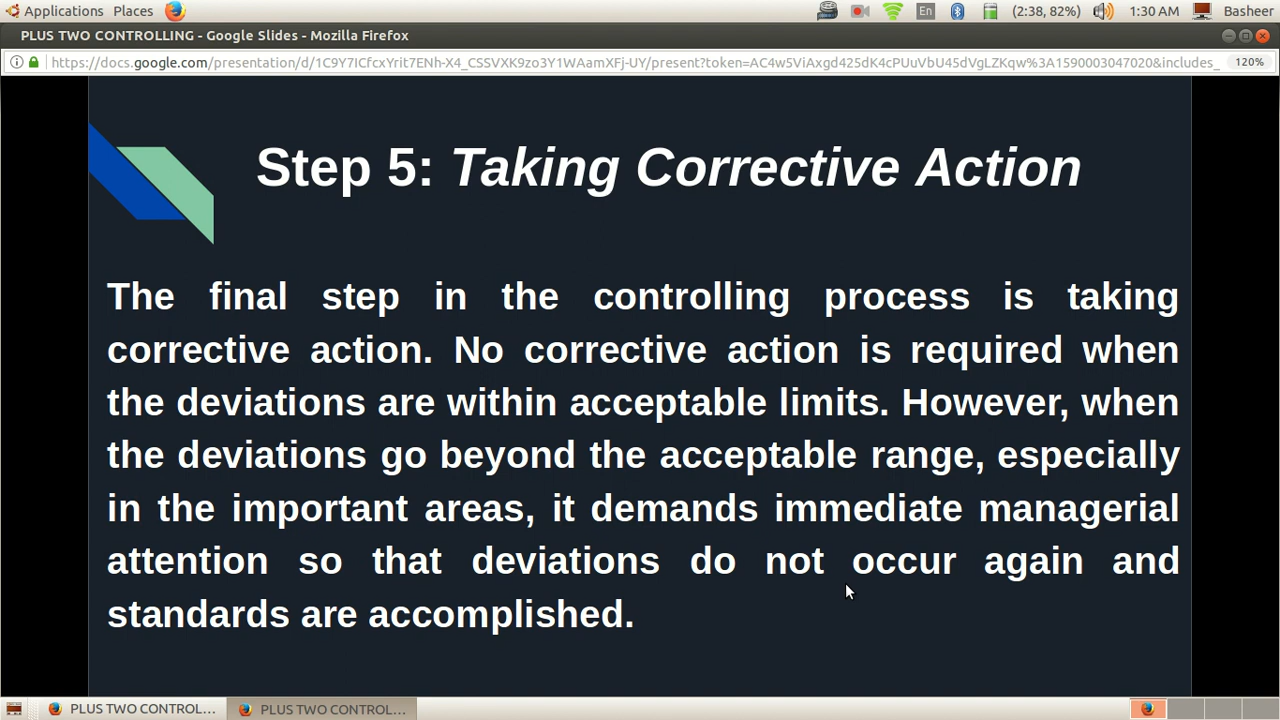 Applications Places En (2:38, 82%) 1:30 AM Basheer
PLUS TWO CONTROLLING - Google Slides - Mozilla Firefox
https://docs.google.com/presentation/d/1C9Y7ICfcxYrit7ENh-X4_CSSVXK9zo3Y1WAamXFj-UY/present?token=AC4w5ViAxgd425dK4cPUuVbU45dVgLZKqw%3A1590003047020&includes_ 120%
Step 5: Taking Corrective Action
The final step in the controlling process is taking
corrective action. No corrective action is required when
the deviations are within acceptable limits. However, when
the deviations go beyond the acceptable range, especially
in the important areas, it demands immediate managerial
attention so that deviations do not occur again and
standards are accomplished.
PLUS TWO CONTROL... PLUS TWO CONTROL...